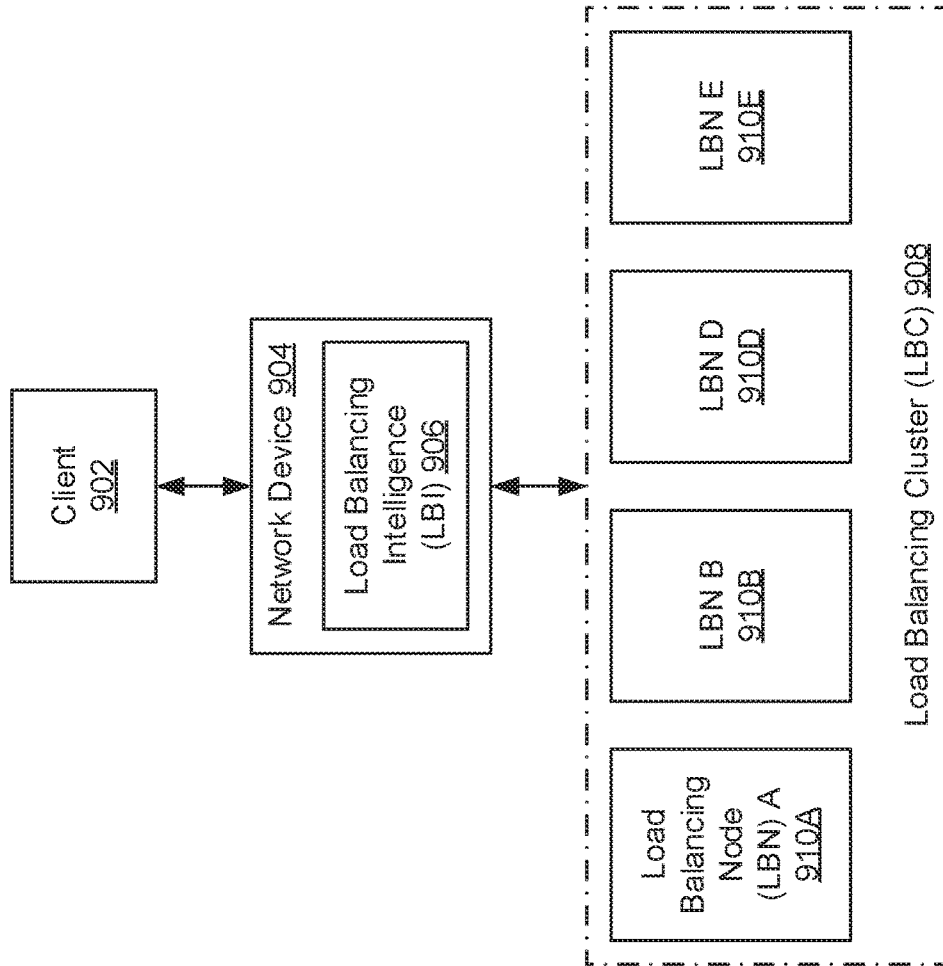 Client
902
Network Device 904
Load Balancing
Intelligence
(LBI) 906
Load
Balancing
Node
(LBN) A
910A
LBN B
910B
LBN D
910D
LBN E
910E
Load Balancing Cluster (LBC) 908